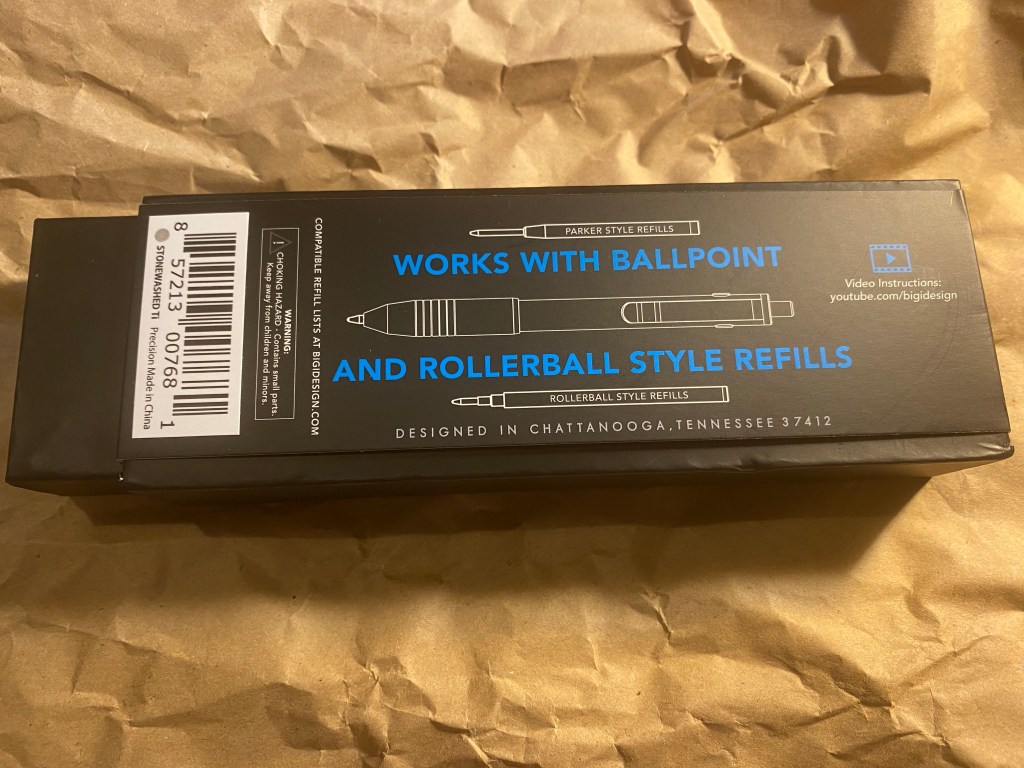 PARKER STYLE REFILLS
WORKS WITH BALLPOINT
AND ROLLERBALL STYLE REFILLS
ROLLERBALL STYLE REFILLS
DESIGNED IN CHATTANOOGA, TENNESSEE 37412
Video Instructions:
youtube.com/bigidesign
COMPATIBLE REFILL LISTS AT BIGIDESIGN.COM
WARNING:
CHOKING HAZARD - Contains small parts.
Keep away from children and minors.
8 57213 00768 1
STONEWASHED Ti Precision Made in China